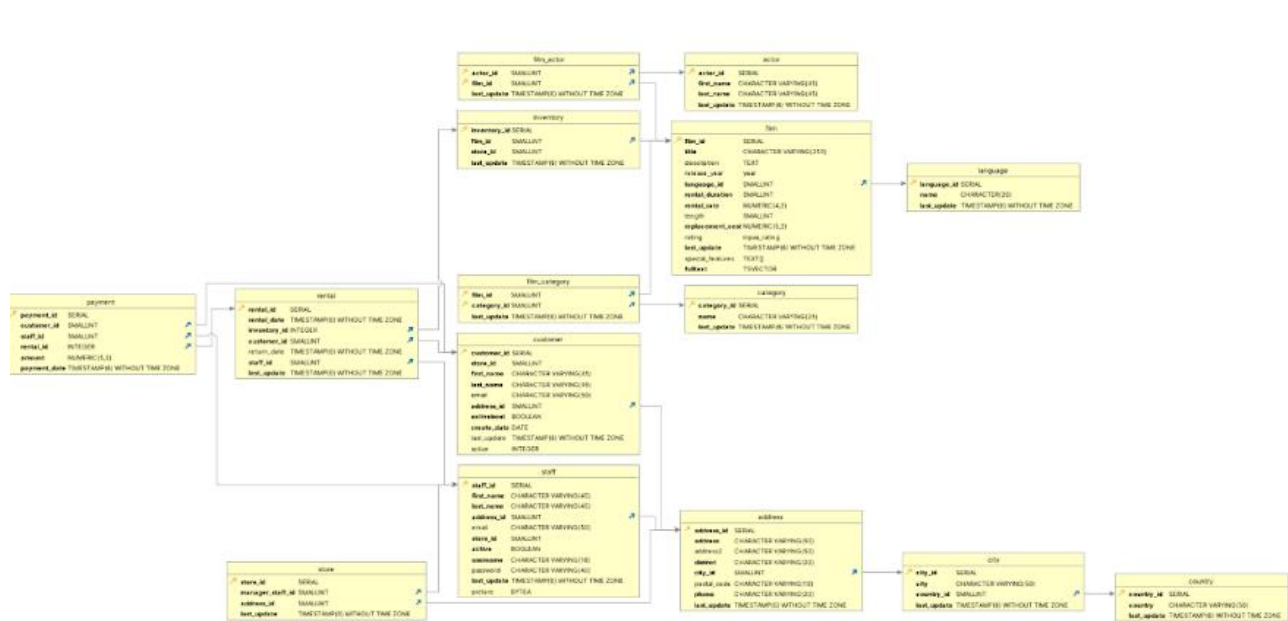 film_actor
actor_id SMALLINT
film_id SMALLINT
last_update TIMESTAMP(6) WITHOUT TIME ZONE
actor
actor_id SERIAL
first_name CHARACTER VARYING(45)
last_name CHARACTER VARYING(45)
last_update TIMESTAMP(6) WITHOUT TIME ZONE
inventory
inventory_id SERIAL
film_id SMALLINT
store_id SMALLINT
last_update TIMESTAMP(6) WITHOUT TIME ZONE
film
film_id SERIAL
title CHARACTER VARYING(255)
description TEXT
release_year year
language_id SMALLINT
rental_duration SMALLINT
rental_rate NUMERIC(4,2)
length SMALLINT
replacement_cost NUMERIC(5,2)
rating mpaa_rating
last_update TIMESTAMP(6) WITHOUT TIME ZONE
special_features TEXT[]
fulltext TSVECTOR
language
language_id SERIAL
name CHARACTER(20)
last_update TIMESTAMP(6) WITHOUT TIME ZONE
film_category
film_id SMALLINT
category_id SMALLINT
last_update TIMESTAMP(6) WITHOUT TIME ZONE
category
category_id SERIAL
name CHARACTER VARYING(25)
last_update TIMESTAMP(6) WITHOUT TIME ZONE
payment
payment_id SERIAL
customer_id SMALLINT
staff_id SMALLINT
rental_id INTEGER
amount NUMERIC(5,2)
payment_date TIMESTAMP(6) WITHOUT TIME ZONE
rental
rental_id SERIAL
rental_date TIMESTAMP(6) WITHOUT TIME ZONE
inventory_id INTEGER
customer_id SMALLINT
return_date TIMESTAMP(6) WITHOUT TIME ZONE
staff_id SMALLINT
last_update TIMESTAMP(6) WITHOUT TIME ZONE
customer
customer_id SERIAL
store_id SMALLINT
first_name CHARACTER VARYING(45)
last_name CHARACTER VARYING(45)
email CHARACTER VARYING(50)
address_id SMALLINT
activebool BOOLEAN
create_date DATE
last_update TIMESTAMP(6) WITHOUT TIME ZONE
active INTEGER
staff
staff_id SERIAL
first_name CHARACTER VARYING(45)
last_name CHARACTER VARYING(45)
address_id SMALLINT
email CHARACTER VARYING(50)
store_id SMALLINT
active BOOLEAN
username CHARACTER VARYING(16)
password CHARACTER VARYING(40)
last_update TIMESTAMP(6) WITHOUT TIME ZONE
picture BYTEA
store
store_id SERIAL
manager_staff_id SMALLINT
address_id SMALLINT
last_update TIMESTAMP(6) WITHOUT TIME ZONE
address
address_id SERIAL
address CHARACTER VARYING(50)
address2 CHARACTER VARYING(50)
district CHARACTER VARYING(20)
city_id SMALLINT
postal_code CHARACTER VARYING(10)
phone CHARACTER VARYING(20)
last_update TIMESTAMP(6) WITHOUT TIME ZONE
city
city_id SERIAL
city CHARACTER VARYING(50)
country_id SMALLINT
last_update TIMESTAMP(6) WITHOUT TIME ZONE
country
country_id SERIAL
country CHARACTER VARYING(50)
last_update TIMESTAMP(6) WITHOUT TIME ZONE